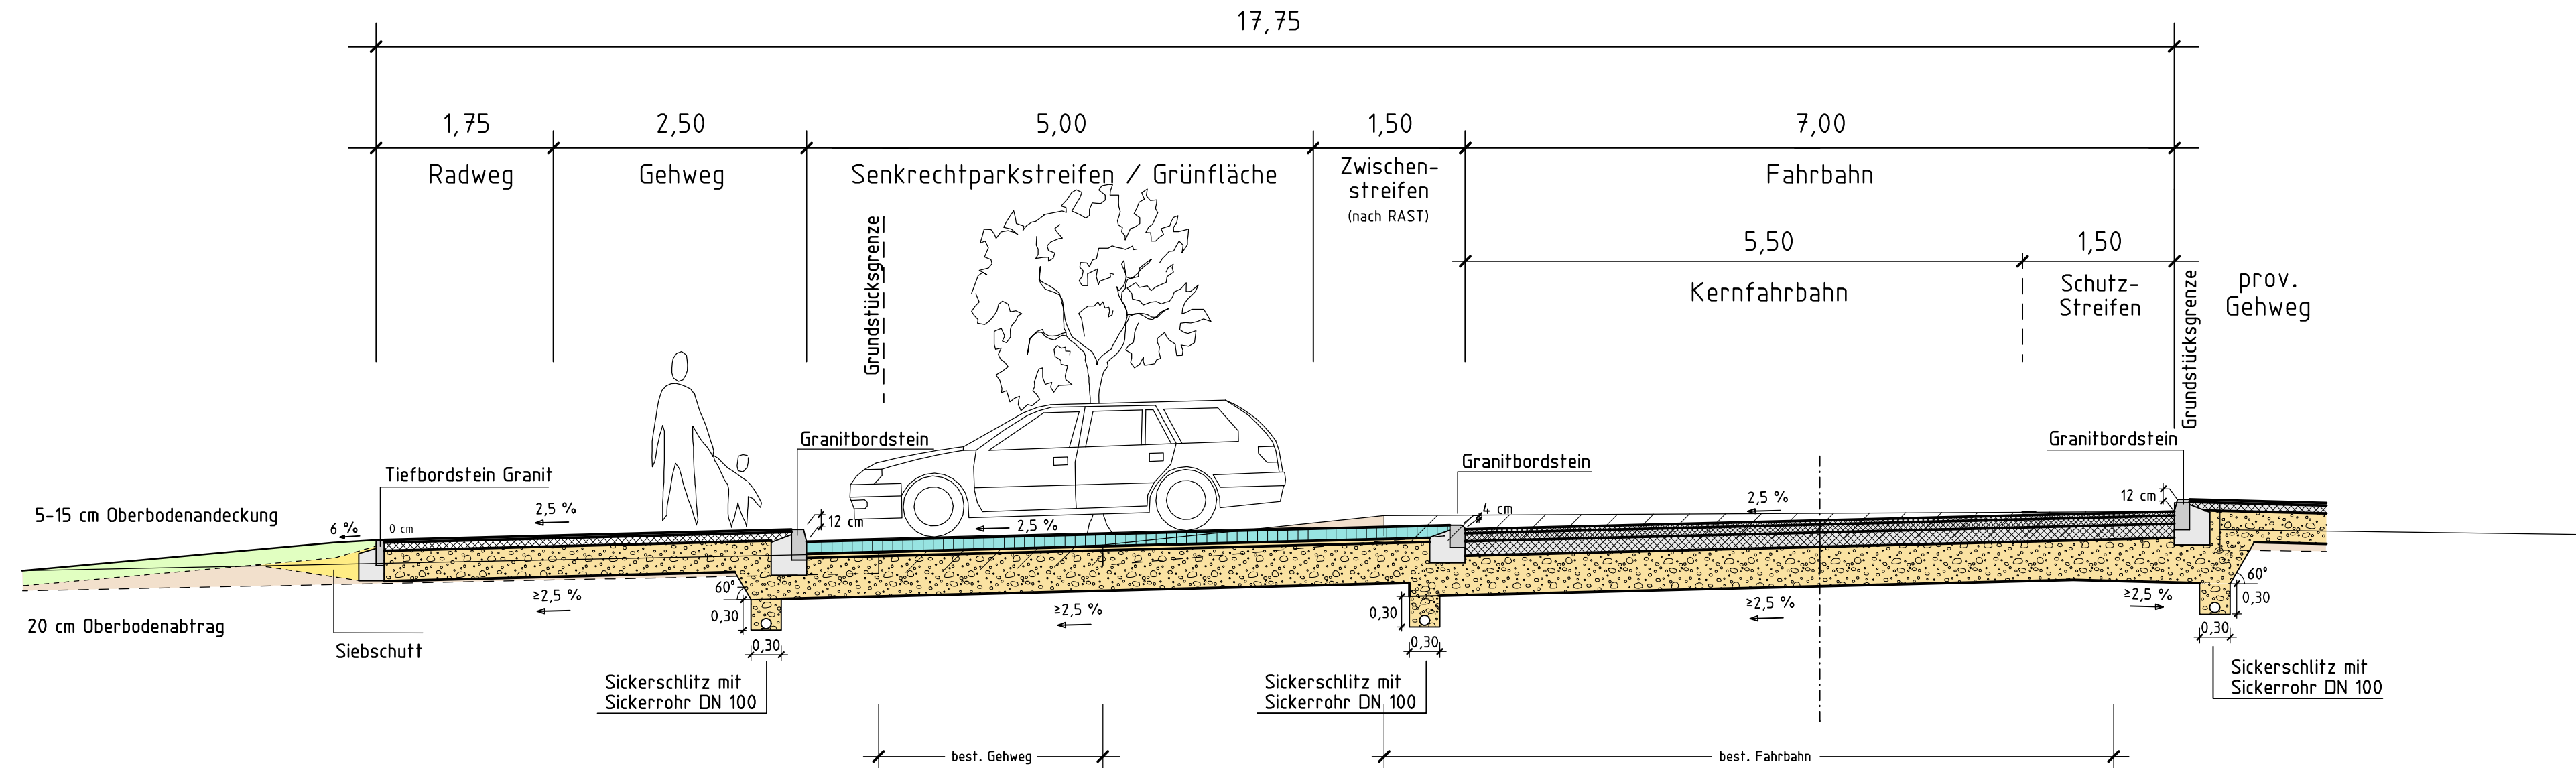 17,75
1,75
2,50
5,00
1,50
7,00
Radweg
Gehweg
Senkrechtparkstreifen / Grünfläche
Zwischen-
streifen
(nach RAST)
Fahrbahn
5,50
1,50
Kernfahrbahn
Schutz-
Streifen
prov.
Gehweg
Grundstücksgrenze
Grundstücksgrenze
Granitbordstein
Granitbordstein
Granitbordstein
Tiefbordstein Granit
5-15 cm Oberbodenandeckung
6 %
0 cm
2,5 %
12 cm
2,5 %
4 cm
2,5 %
12 cm
20 cm Oberbodenabtrag
Siebschutt
≥2,5 %
60°
0,30
0,30
≥2,5 %
0,30
0,30
≥2,5 %
≥2,5 %
60°
0,30
0,30
Sickerschlitz mit
Sickerrohr DN 100
Sickerschlitz mit
Sickerrohr DN 100
Sickerschlitz mit
Sickerrohr DN 100
best. Gehweg
best. Fahrbahn